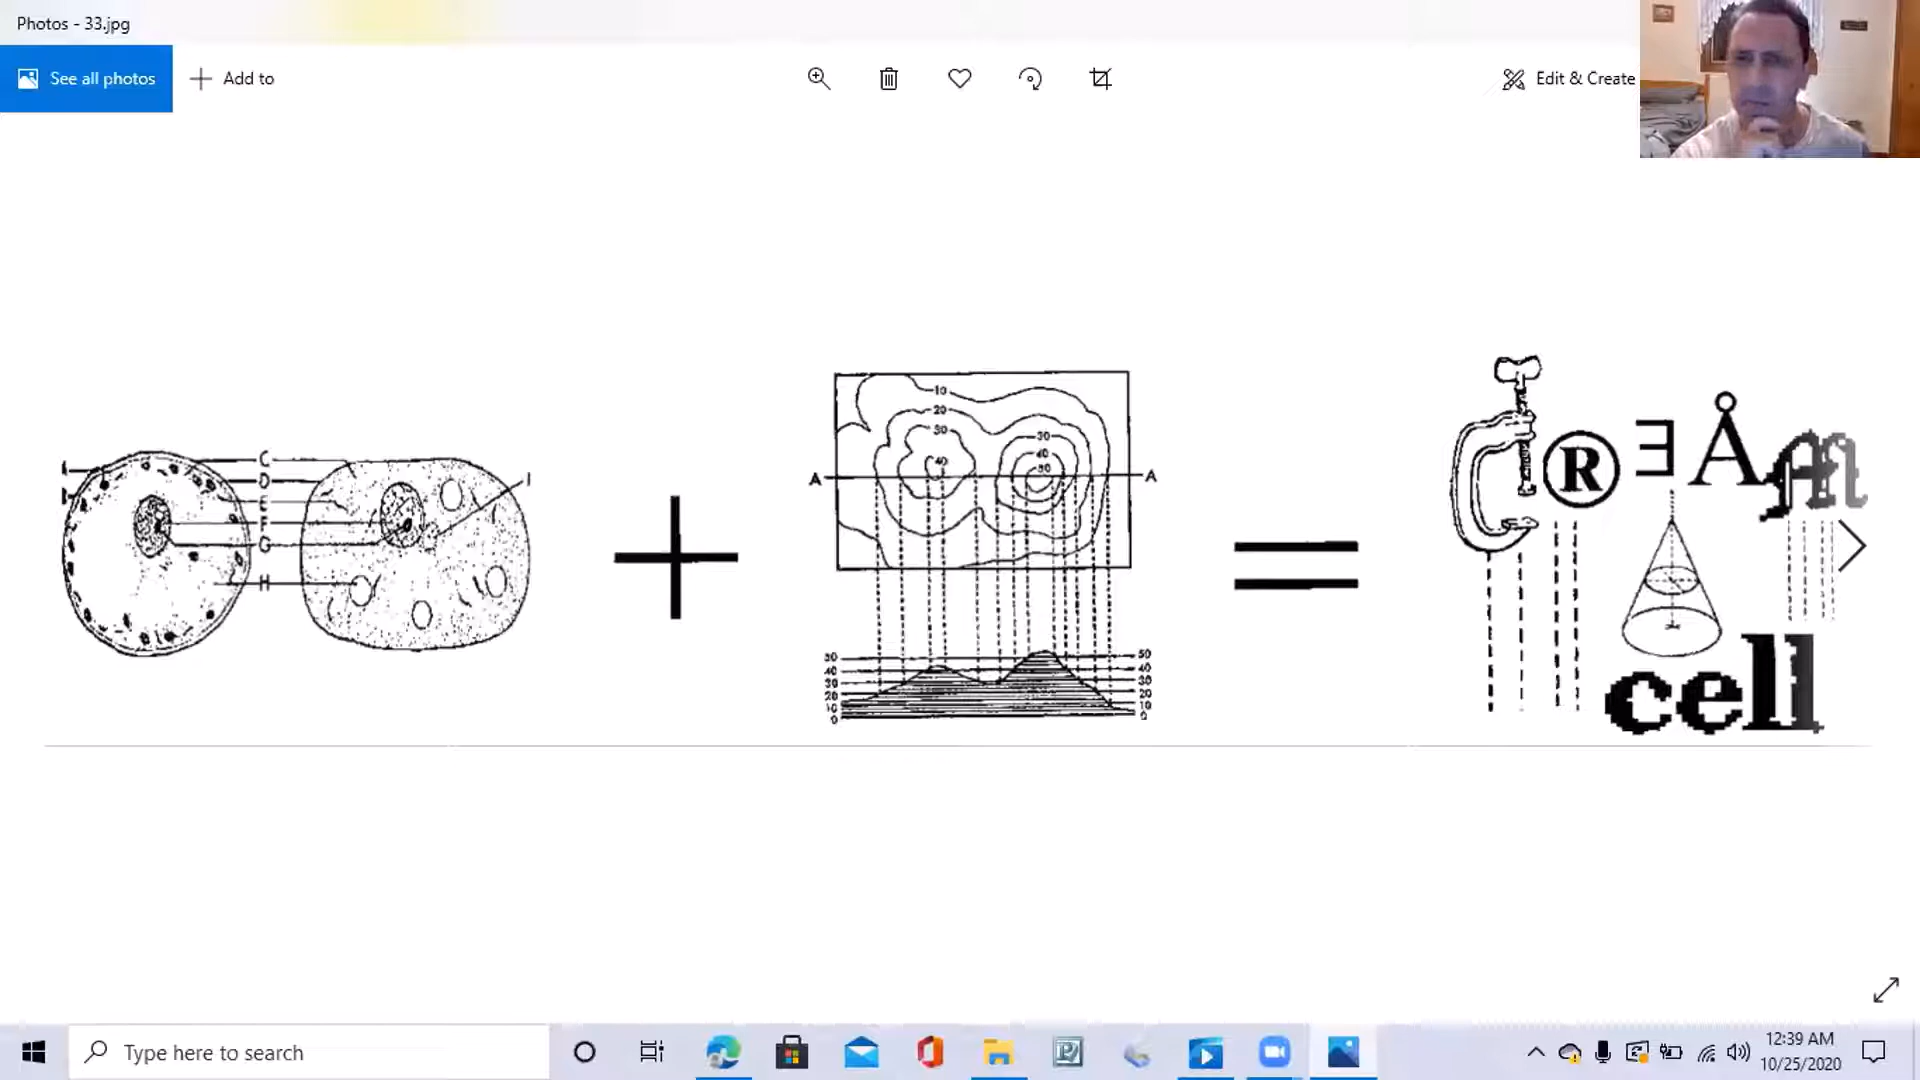 Photos - 33.jpg
See all photos
Add to
Edit & Create
C
D
E
F
G
H
I
10
20
30
40
30
40
50
A
A
50
40
30
20
10
0
50
40
30
20
10
0
® Ǝ Å m
cell
Type here to search
12:39 AM
10/25/2020